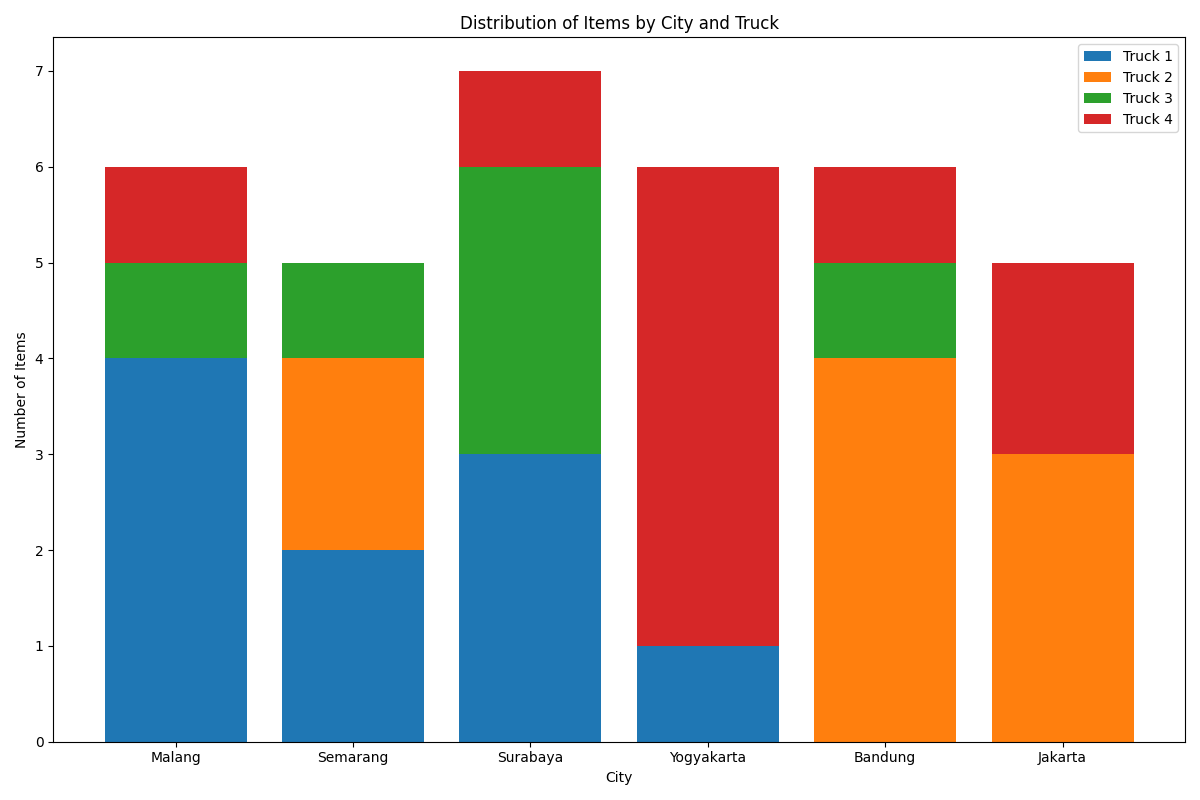 Distribution of Items by City and Truck
Truck 1
Truck 2
Truck 3
Truck 4
Number of Items
7
6
5
4
3
2
1
0
Malang Semarang Surabaya Yogyakarta Bandung Jakarta
City